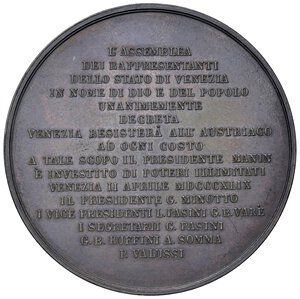 L'ASSEMBLEA
DEI RAPPRESENTANTI
DELLO STATO DI VENEZIA
IN NOME DI DIO E DEL POPOLO
UNANIMEMENTE
DECRETA
VENEZIA RESISTERÀ ALL'AUSTRIACO
AD OGNI COSTO
A TALE SCOPO IL PRESIDENTE MANIN
È INVESTITO DI POTERI ILLIMITATI
VENEZIA II APRILE MDCCCXLIX
IL PRESIDENTE G. MINOTTO
I VICE PRESIDENTI L. PASINI G. B. VARÈ
I SEGRETARII G. PASINI
G. B. RUFFINI A. SOMMA
P. VALUSSI